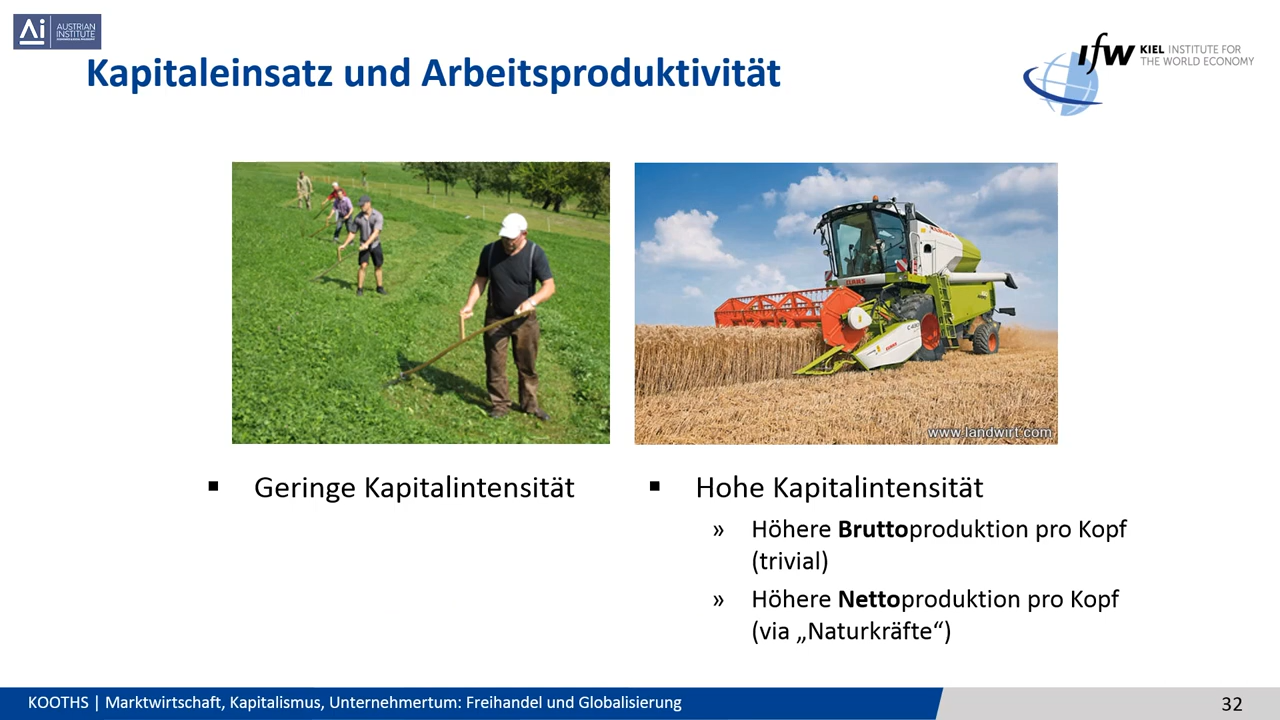 Ai AUSTRIAN
INSTITUTE
Kapitaleinsatz und Arbeitsproduktivität
IfW KIEL INSTITUTE FOR
THE WORLD ECONOMY
CLAAS
www.landwirt.com
▪ Geringe Kapitalintensität
▪ Hohe Kapitalintensität
» Höhere Bruttoproduktion pro Kopf
(trivial)
» Höhere Nettoproduktion pro Kopf
(via „Naturkräfte“)
KOOTHS | Marktwirtschaft, Kapitalismus, Unternehmertum: Freihandel und Globalisierung
32